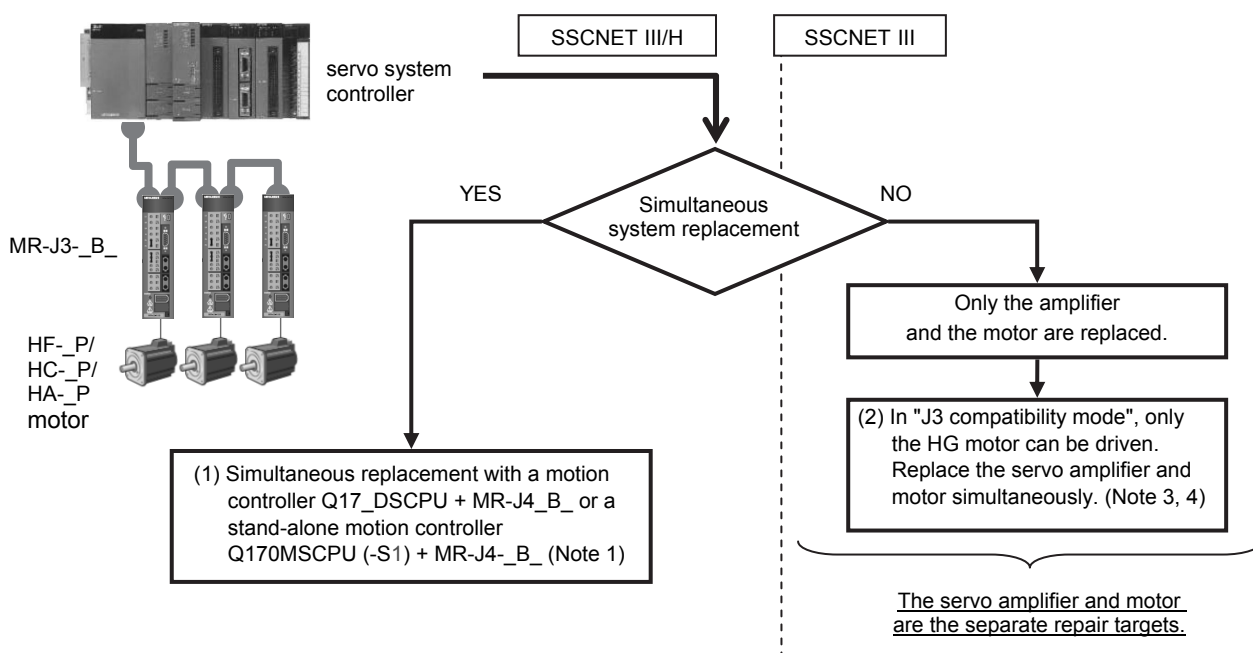 SSCNET III/H
SSCNET III
servo system
controller
YES
NO
Simultaneous
system replacement
MR-J3-_B_
HF-_P/
HC-_P/
HA-_P
motor
Only the amplifier
and the motor are replaced.
(1) Simultaneous replacement with a motion
controller Q17_DSCPU + MR-J4_B_ or a
stand-alone motion controller
Q170MSCPU (-S1) + MR-J4-_B_ (Note 1)
(2) In "J3 compatibility mode", only
the HG motor can be driven.
Replace the servo amplifier and
motor simultaneously. (Note 3, 4)
The servo amplifier and motor
are the separate repair targets.